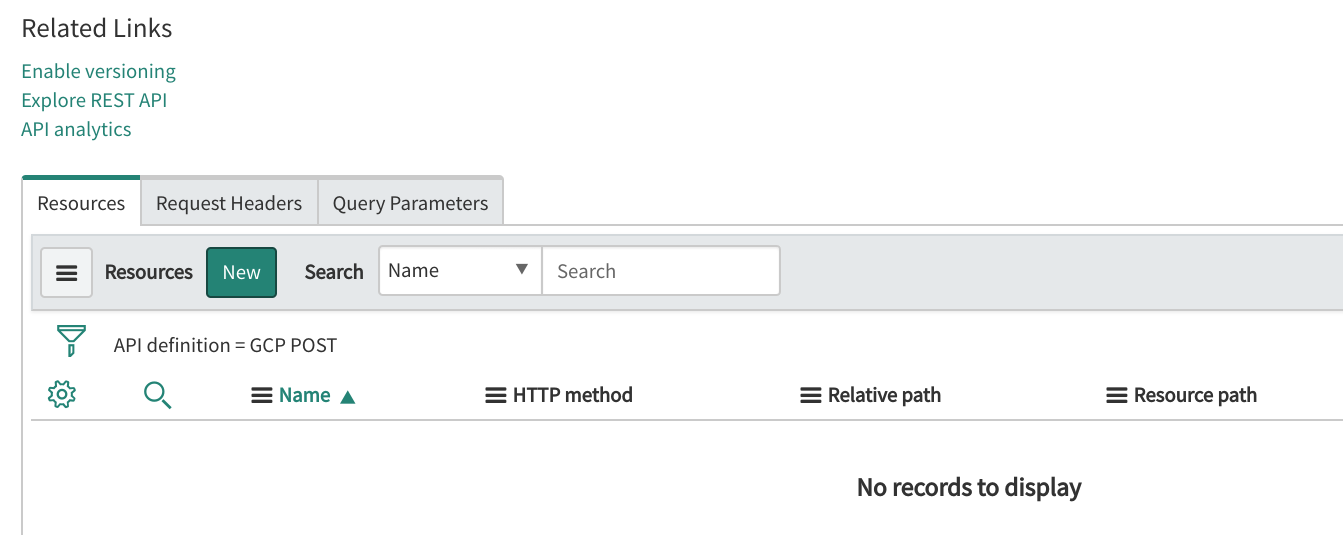 Related Links
Enable versioning
Explore REST API
API analytics
Resources Request Headers Query Parameters
Resources New Search Name Search
API definition = GCP POST
Name HTTP method Relative path Resource path
No records to display